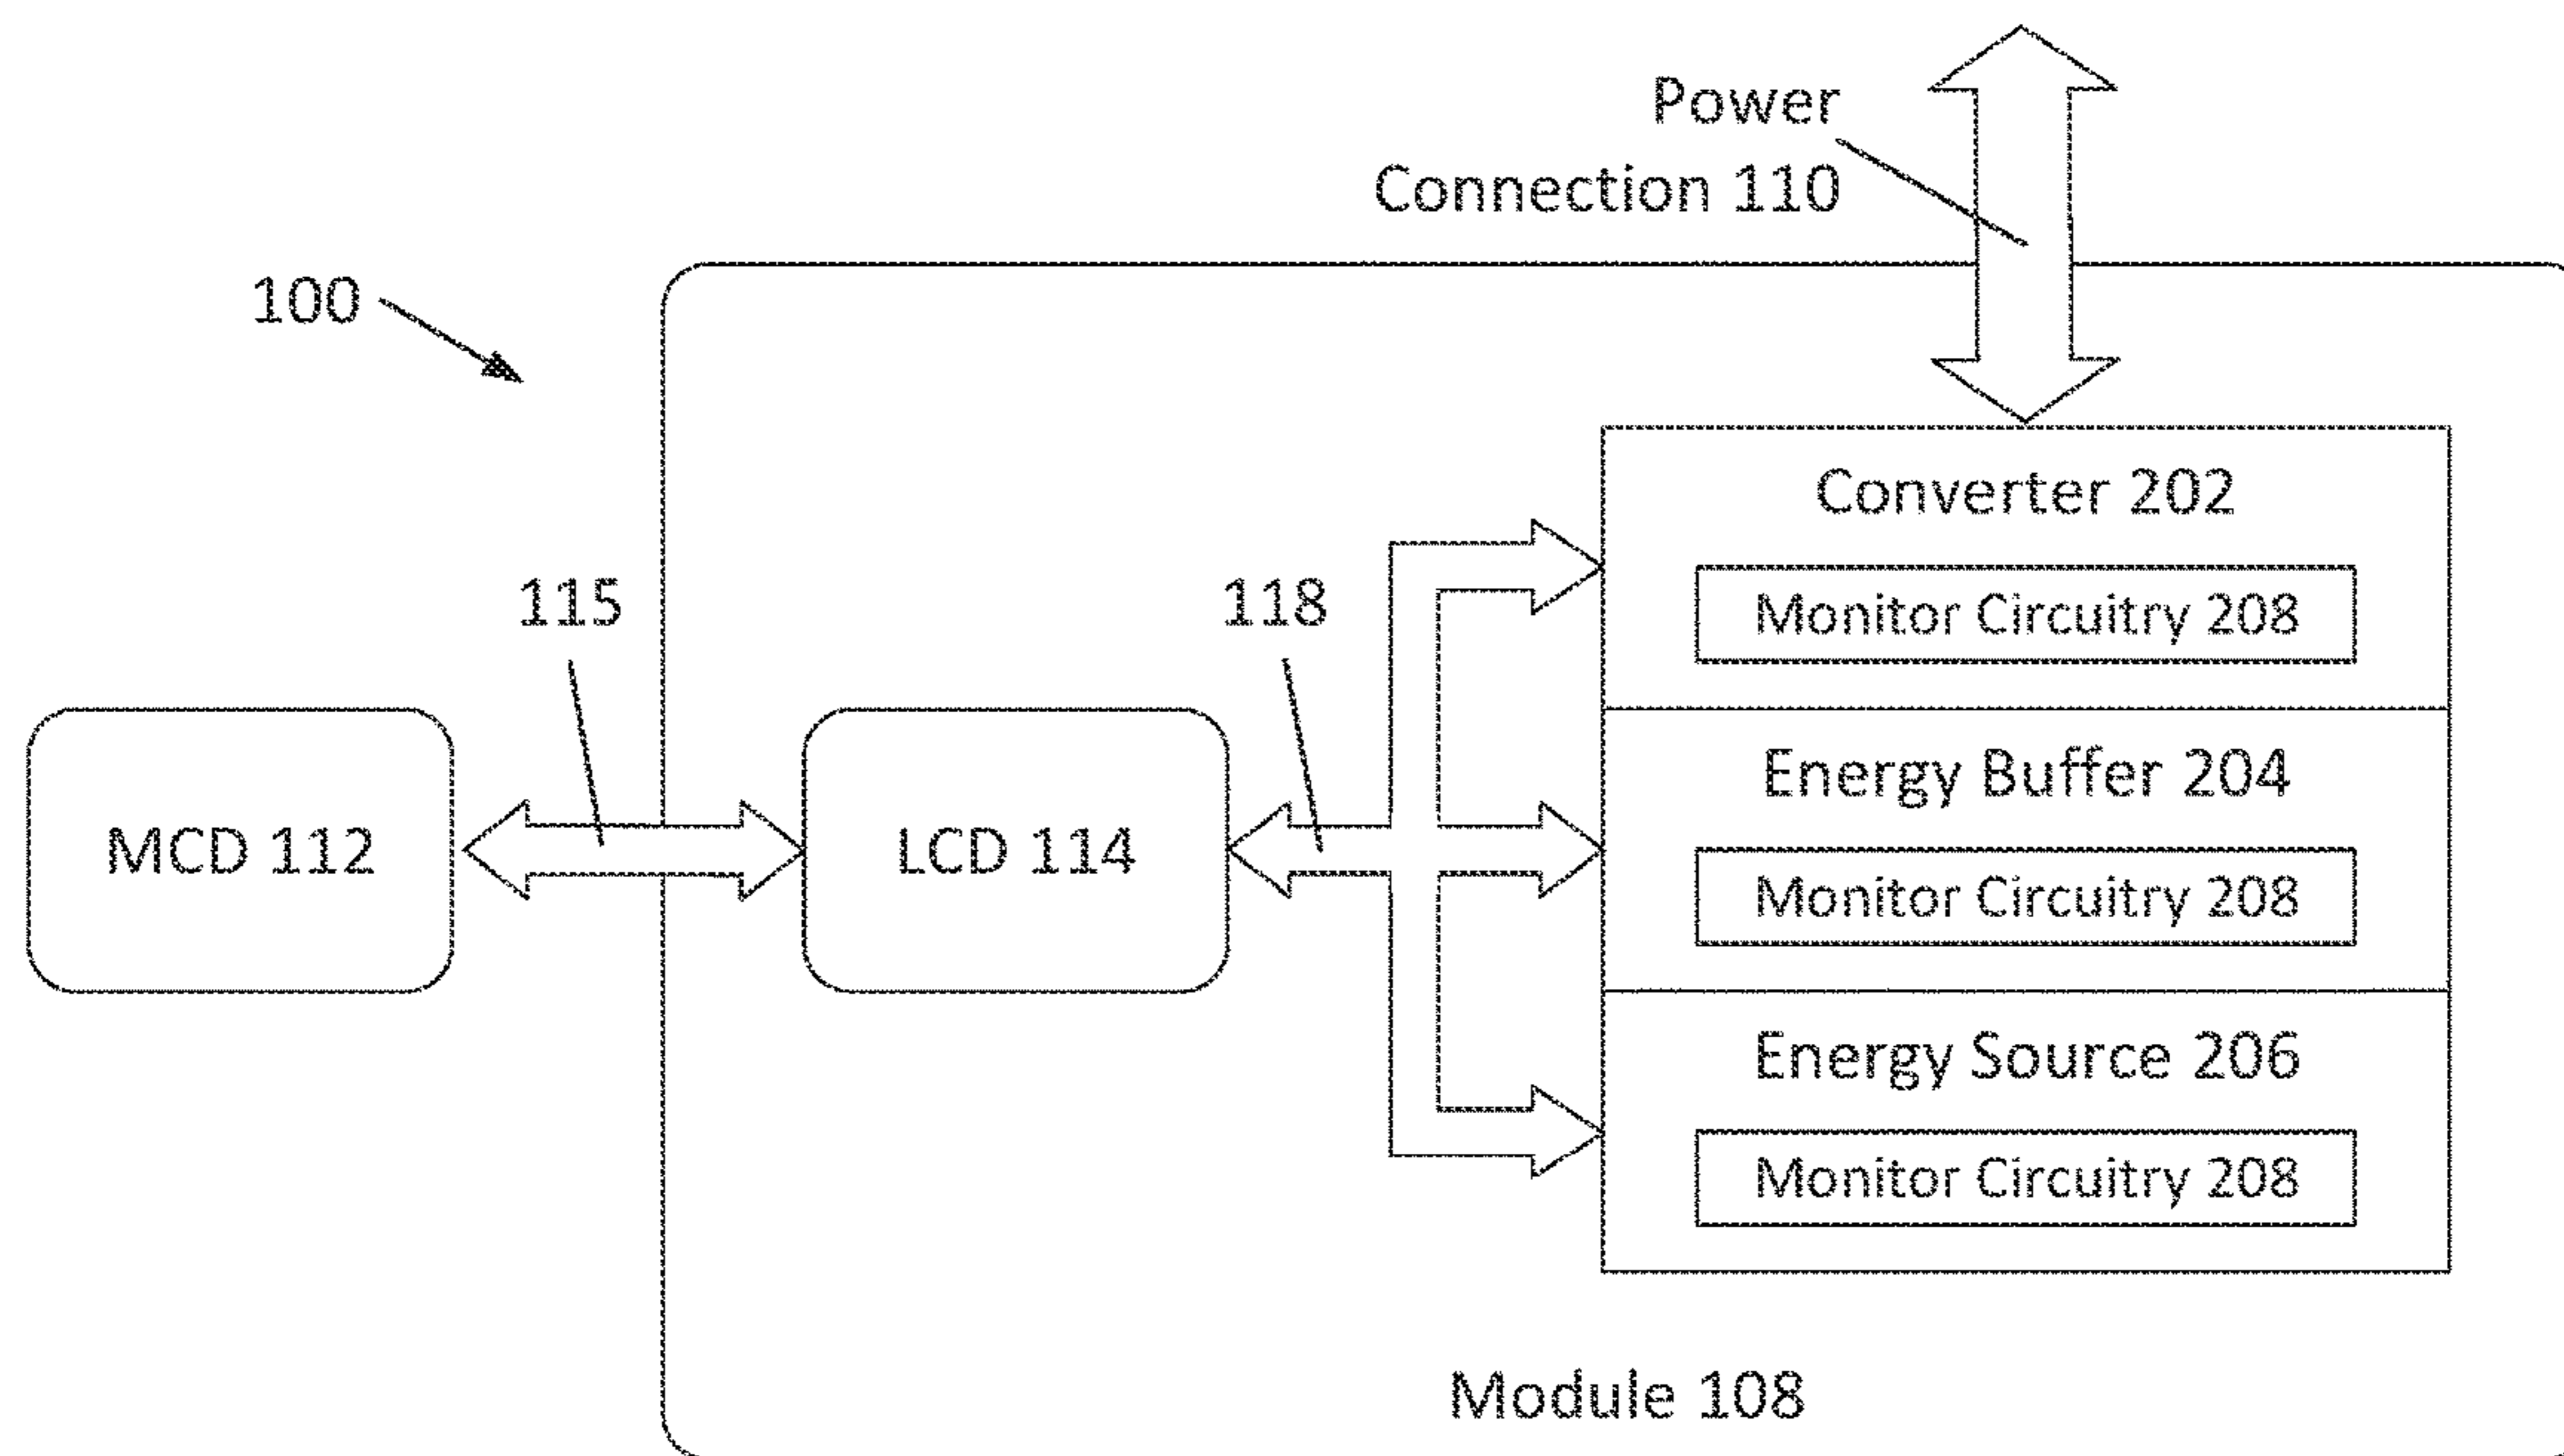 Power
Connection 110
100
Converter 202
115
118
Monitor Circuitry 208
Energy Buffer 204
MCD 112
LCD 114
Monitor Circuitry 208
Energy Source 206
Monitor Circuitry 208
Module 108